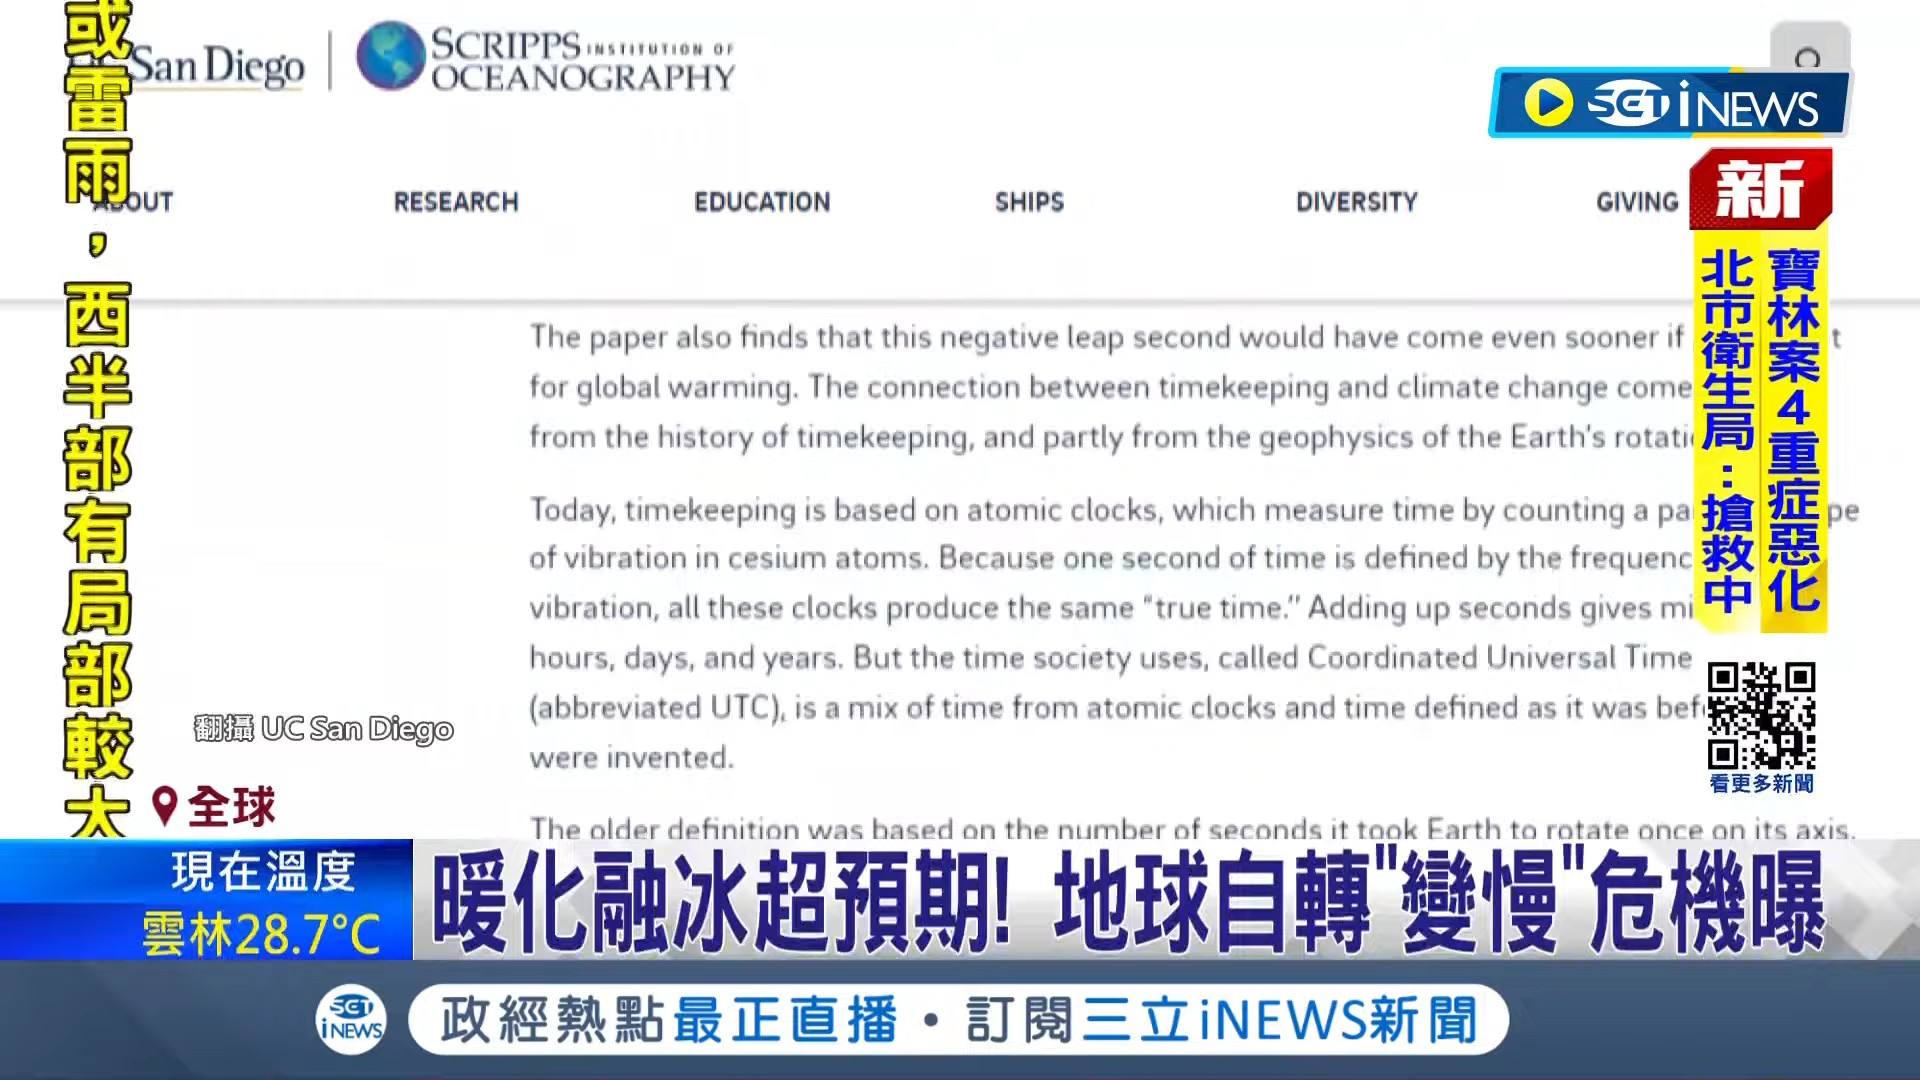 或雷雨，西半部有局部較大
San Diego
SCRIPPS INSTITUTION OF
OCEANOGRAPHY
SET iNEWS
ABOUT
RESEARCH
EDUCATION
SHIPS
DIVERSITY
GIVING
新
寶林案4重症惡化
北市衛生局：搶救中
The paper also finds that this negative leap second would have come even sooner if
for global warming. The connection between timekeeping and climate change come
from the history of timekeeping, and partly from the geophysics of the Earth's rotati
Today, timekeeping is based on atomic clocks, which measure time by counting a pa pe
of vibration in cesium atoms. Because one second of time is defined by the frequenc
vibration, all these clocks produce the same "true time." Adding up seconds gives mi
hours, days, and years. But the time society uses, called Coordinated Universal Time
(abbreviated UTC), is a mix of time from atomic clocks and time defined as it was bef
were invented.
The older definition was based on the number of seconds it took Earth to rotate once on its axis.
翻攝 UC San Diego
看更多新聞
全球
現在溫度
雲林28.7°C
暖化融冰超預期! 地球自轉"變慢"危機曝
SET iNEWS
政經熱點最正直播・訂閱三立iNEWS新聞